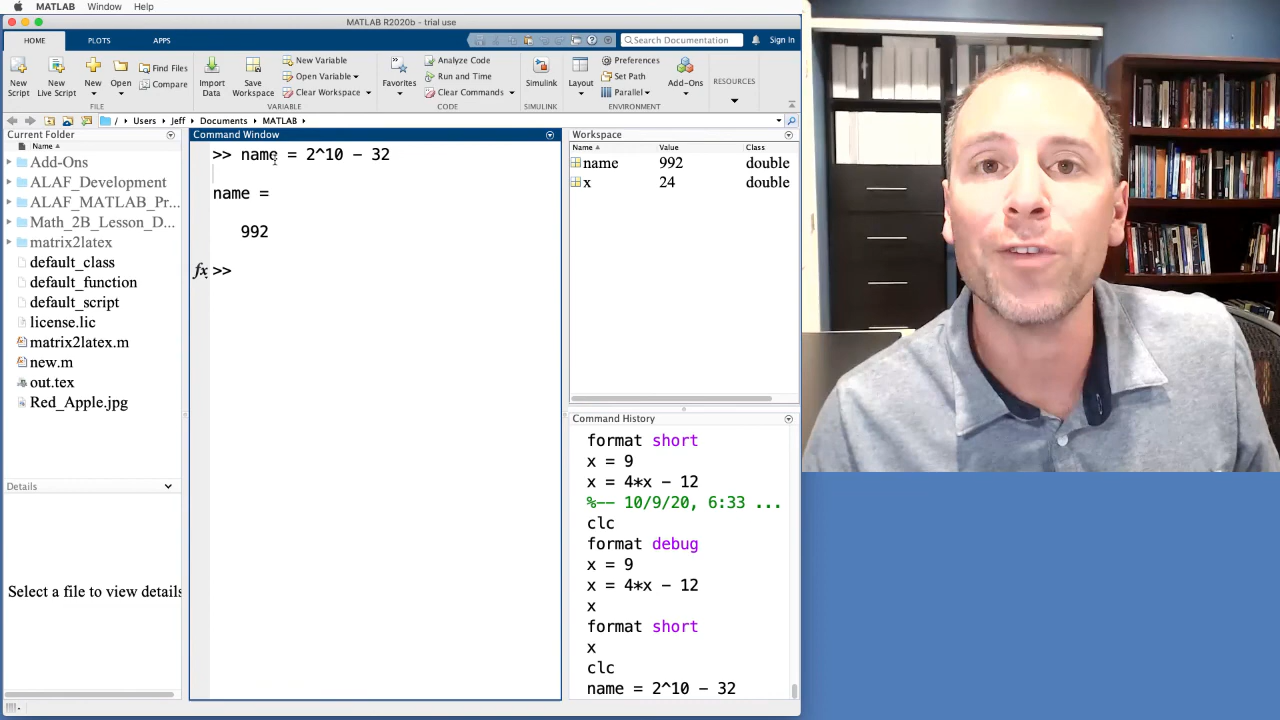 MATLAB Window Help
MATLAB R2020b - trial use
HOME PLOTS APPS
Search Documentation
Sign In
New Script
New Live Script
New
Open
Find Files
Compare
FILE
Import Data
Save Workspace
New Variable
Open Variable
Clear Workspace
VARIABLE
Favorites
Analyze Code
Run and Time
Clear Commands
CODE
Simulink
SIMULINK
Layout
Preferences
Set Path
Parallel
Add-Ons
ENVIRONMENT
RESOURCES
/ Users Jeff Documents MATLAB
Current Folder
Name
Add-Ons
ALAF_Development
ALAF_MATLAB_Pr...
Math_2B_Lesson_D...
matrix2latex
default_class
default_function
default_script
license.lic
matrix2latex.m
new.m
out.tex
Red_Apple.jpg
Details
Select a file to view details
Command Window
>> name = 2^10 - 32
name =
992
fx >>
Workspace
Name Value Class
name 992 double
x 24 double
Command History
format short
x = 9
x = 4*x - 12
%-- 10/9/20, 6:33 ...
clc
format debug
x = 9
x = 4*x - 12
x
format short
x
clc
name = 2^10 - 32